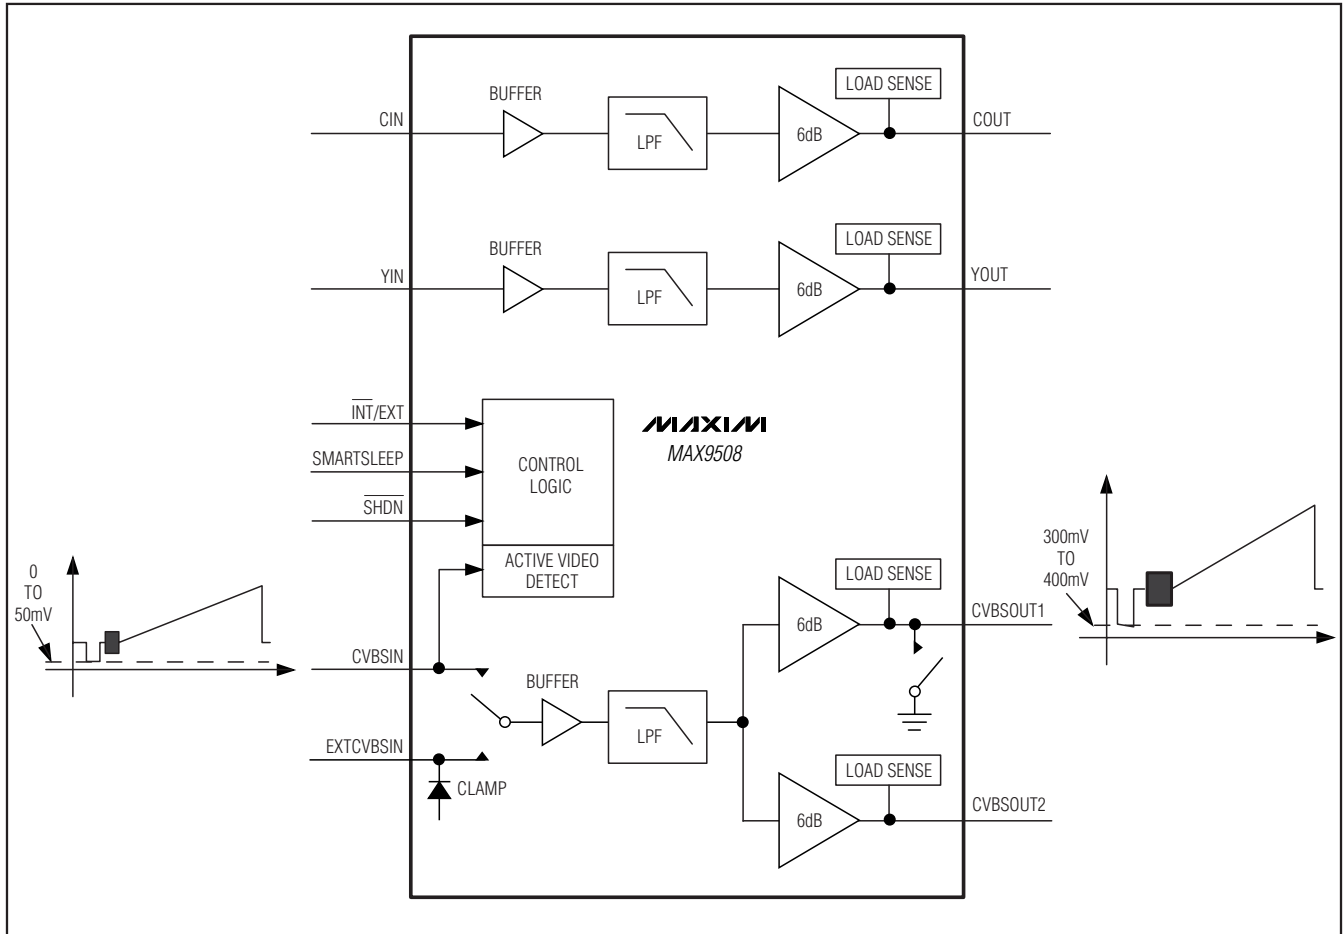 BUFFER
LOAD SENSE
CIN
LPF
6dB
COUT
BUFFER
LOAD SENSE
YIN
LPF
6dB
YOUT
INT/EXT
SMARTSLEEP
SHDN
CONTROL
LOGIC
ACTIVE VIDEO
DETECT
MAXIM
MAX9508
0
TO
50mV
CVBSIN
EXTCVBSIN
CLAMP
BUFFER
LPF
LOAD SENSE
6dB
CVBSOUT1
LOAD SENSE
6dB
CVBSOUT2
300mV
TO
400mV